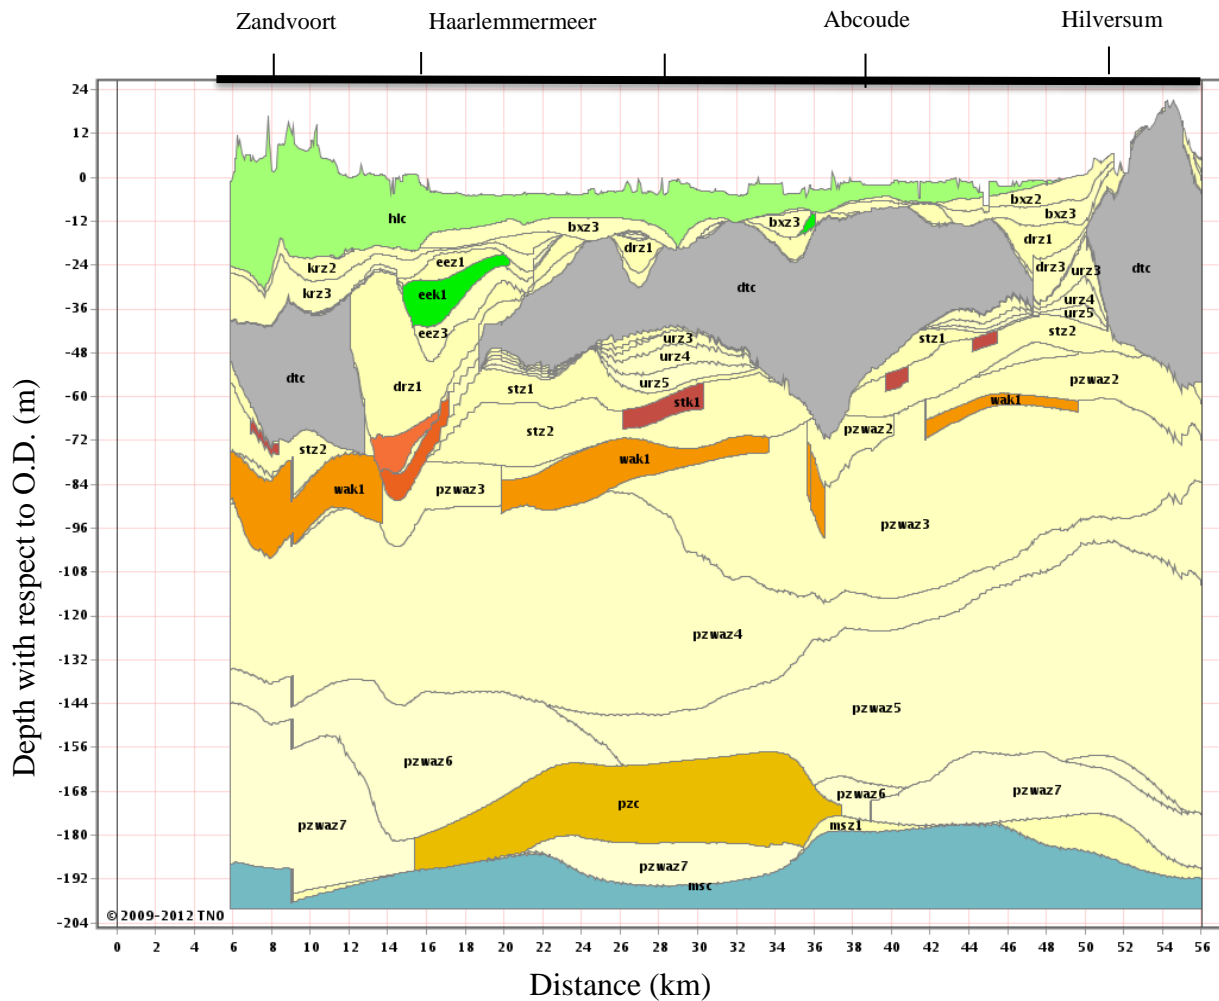 Zandvoort Haarlemmermeer Abcoude Hilversum
24
12
0
-12
-24
-36
-48
-60
-72
-84
-96
-108
-120
-132
-144
-156
-168
-180
-192
-204
Depth with respect to O.D. (m)
hlc
bxz2
bxz3
bxz3
bxz3
drz1
drz1
krz2
eez1
krz3
eek1
eez3
drz3
urz3
dtc
dtc
urz4
urz5
stz2
urz3
stz1
urz4
dtc
drz1
stz1
urz5
pzwaz2
stk1
wak1
stz2
pzwaz2
stz2
wak1
wak1
pzwaz3
pzwaz3
pzwaz4
pzwaz5
pzwaz6
pzc
pzwaz6
pzwaz7
pzwaz7
msz1
pzwaz7
msc
© 2009-2012 TNO
0 2 4 6 8 10 12 14 16 18 20 22 24 26 28 30 32 34 36 38 40 42 44 46 48 50 52 54 56
Distance (km)